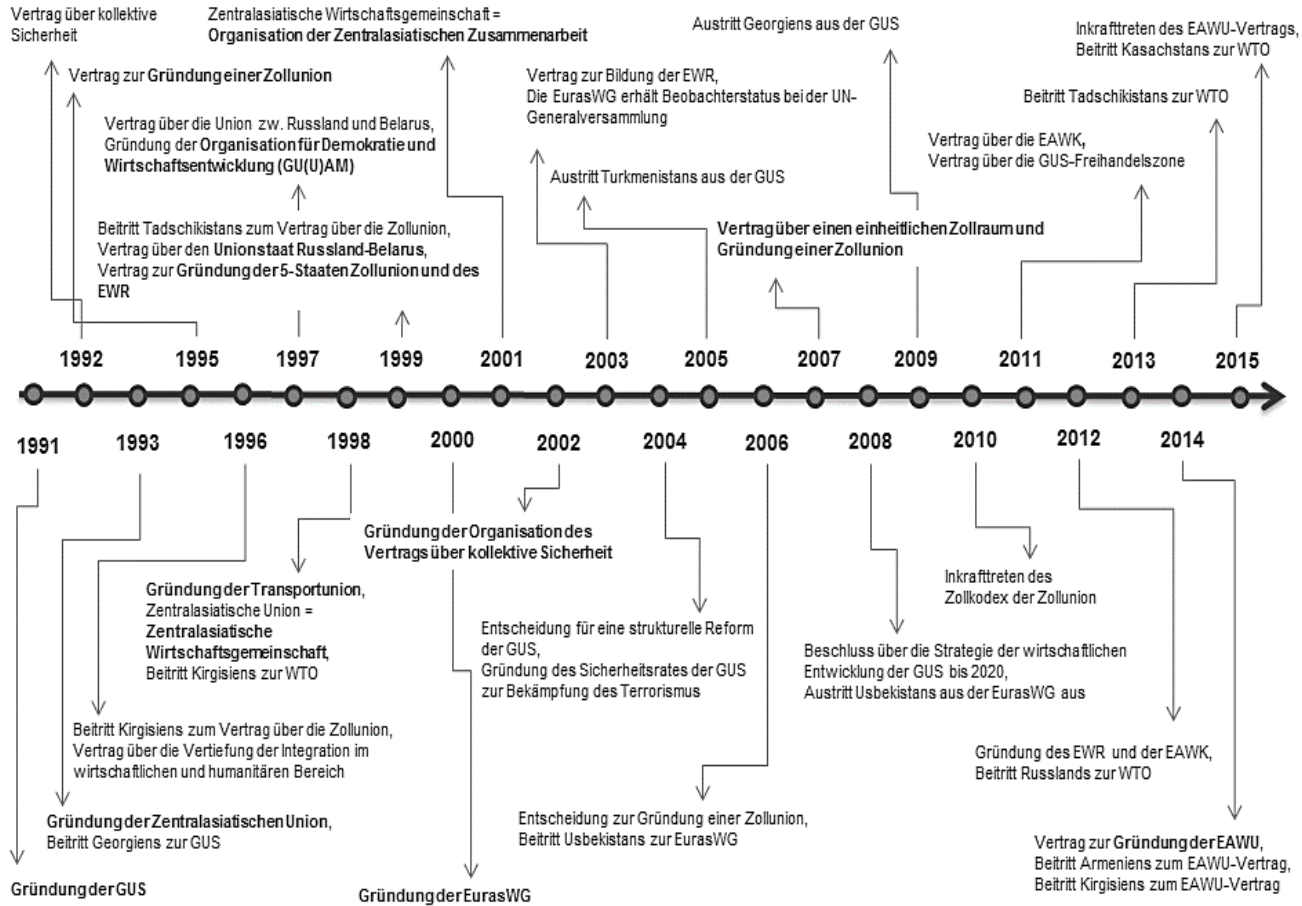 Vertrag über kollektive
Sicherheit
Zentralasiatische Wirtschaftsgemeinschaft =
Organisation der Zentralasiatischen Zusammenarbeit
Austritt Georgiens aus der GUS
Inkrafttreten des EAWU-Vertrags,
Beitritt Kasachstans zur WTO
Vertrag zur Gründung einer Zollunion
Vertrag zur Bildung der EWR,
Die EurasWG erhält Beobachterstatus bei der UN-
Generalversammlung
Beitritt Tadschikistans zur WTO
Vertrag über die Union zw. Russland und Belarus,
Gründung der Organisation für Demokratie und
Wirtschaftsentwicklung (GU(U)AM)
Vertrag über die EAWK,
Vertrag über die GUS-Freihandelszone
Austritt Turkmenistans aus der GUS
Beitritt Tadschikistans zum Vertrag über die Zollunion,
Vertrag über den Unionstaat Russland-Belarus,
Vertrag zur Gründung der 5-Staaten Zollunion und des
EWR
Vertrag über einen einheitlichen Zollraum und
Gründung einer Zollunion
1992 1995 1997 1999 2001 2003 2005 2007 2009 2011 2013 2015
1991 1993 1996 1998 2000 2002 2004 2006 2008 2010 2012 2014
Gründung der Organisation des
Vertrags über kollektive Sicherheit
Gründung der Transportunion,
Zentralasiatische Union =
Zentralasiatische
Wirtschaftsgemeinschaft,
Beitritt Kirgisiens zur WTO
Inkrafttreten des
Zollkodex der Zollunion
Entscheidung für eine strukturelle Reform
der GUS,
Gründung des Sicherheitsrates der GUS
zur Bekämpfung des Terrorismus
Beschluss über die Strategie der wirtschaftlichen
Entwicklung der GUS bis 2020,
Austritt Usbekistans aus der EurasWG aus
Beitritt Kirgisiens zum Vertrag über die Zollunion,
Vertrag über die Vertiefung der Integration im
wirtschaftlichen und humanitären Bereich
Gründung des EWR und der EAWK,
Beitritt Russlands zur WTO
Gründung der Zentralasiatischen Union,
Beitritt Georgiens zur GUS
Entscheidung zur Gründung einer Zollunion,
Beitritt Usbekistans zur EurasWG
Vertrag zur Gründung der EAWU,
Beitritt Armeniens zum EAWU-Vertrag,
Beitritt Kirgisiens zum EAWU-Vertrag
Gründung der GUS
Gründung der EurasWG